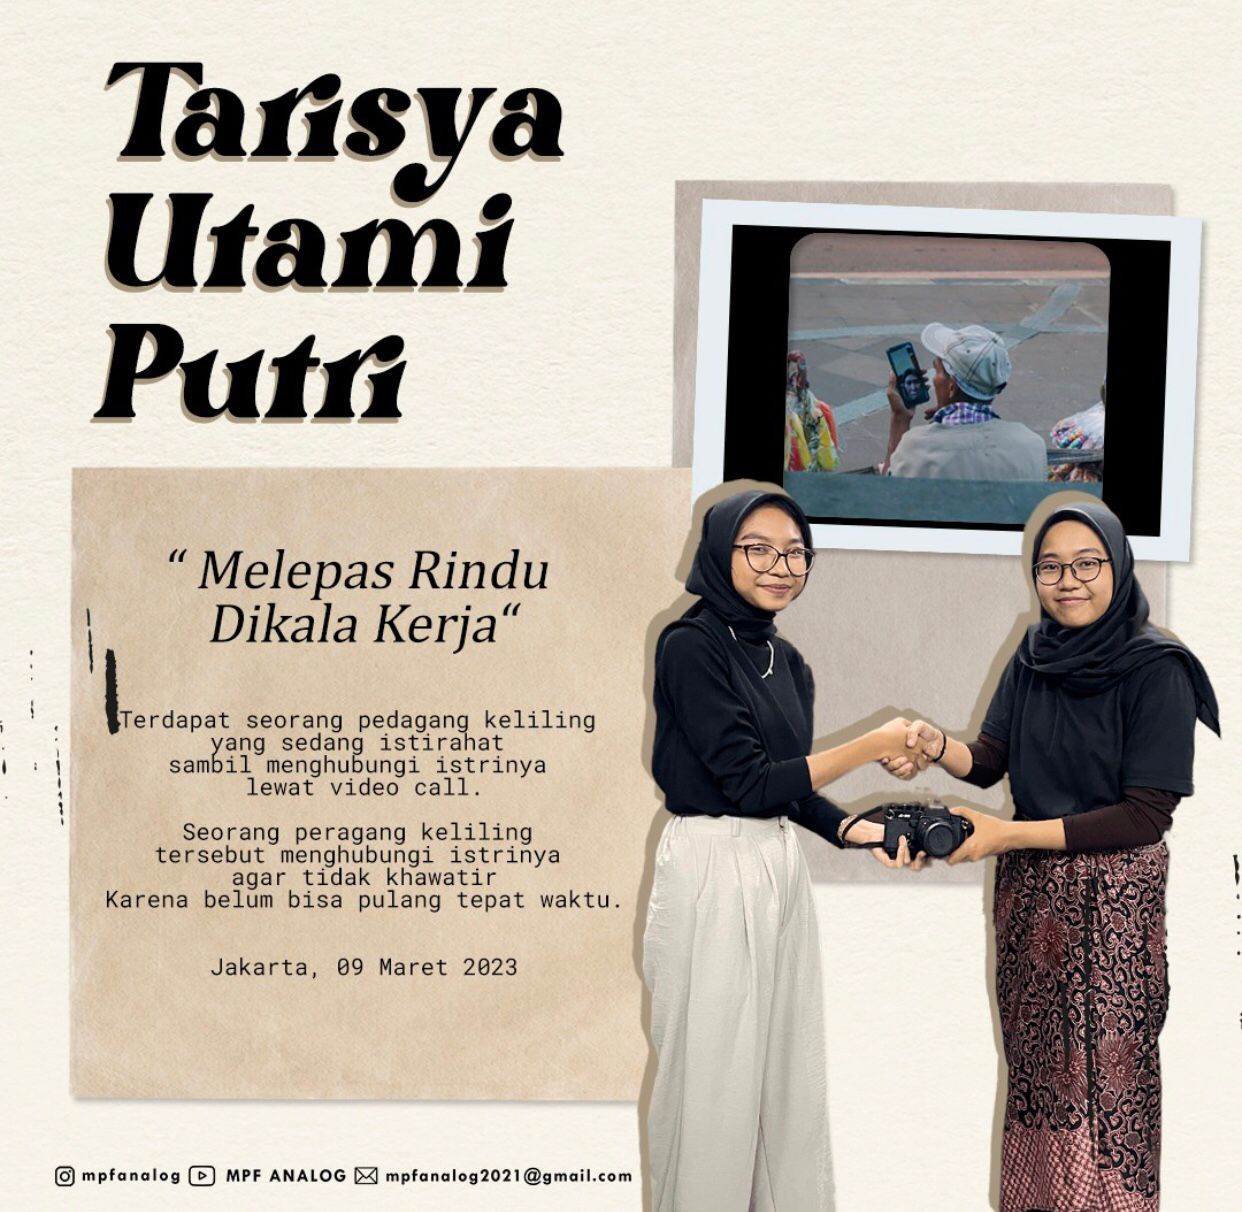 Tarisya
Utami
Putri
“ Melepas Rindu
Dikala Kerja“
Terdapat seorang pedagang keliling
yang sedang istirahat
sambil menghubungi istrinya
lewat video call.
Seorang peragang keliling
tersebut menghubungi istrinya
agar tidak khawatir
Karena belum bisa pulang tepat waktu.
Jakarta, 09 Maret 2023
mpfanalog MPF ANALOG mpfanalog2021@gmail.com